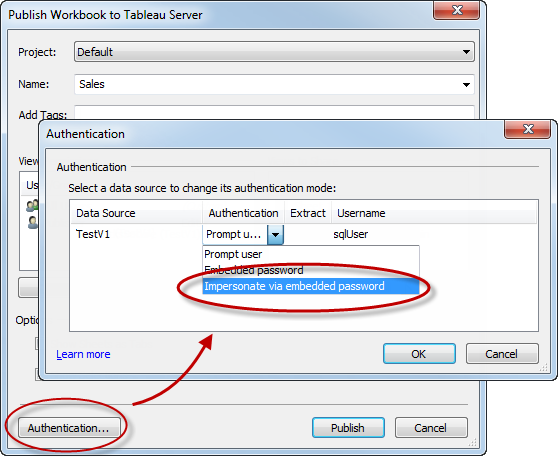 Publish Workbook to Tableau Server
Project: Default
Name: Sales
Add Tags:
Authentication
View
Authentication
Us
Select a data source to change its authentication mode:
Data Source Authentication Extract Username
TestV1 Prompt u... sqlUser
Prompt user
Embedded password
Impersonate via embedded password
Option
Learn more OK Cancel
Authentication... Publish Cancel